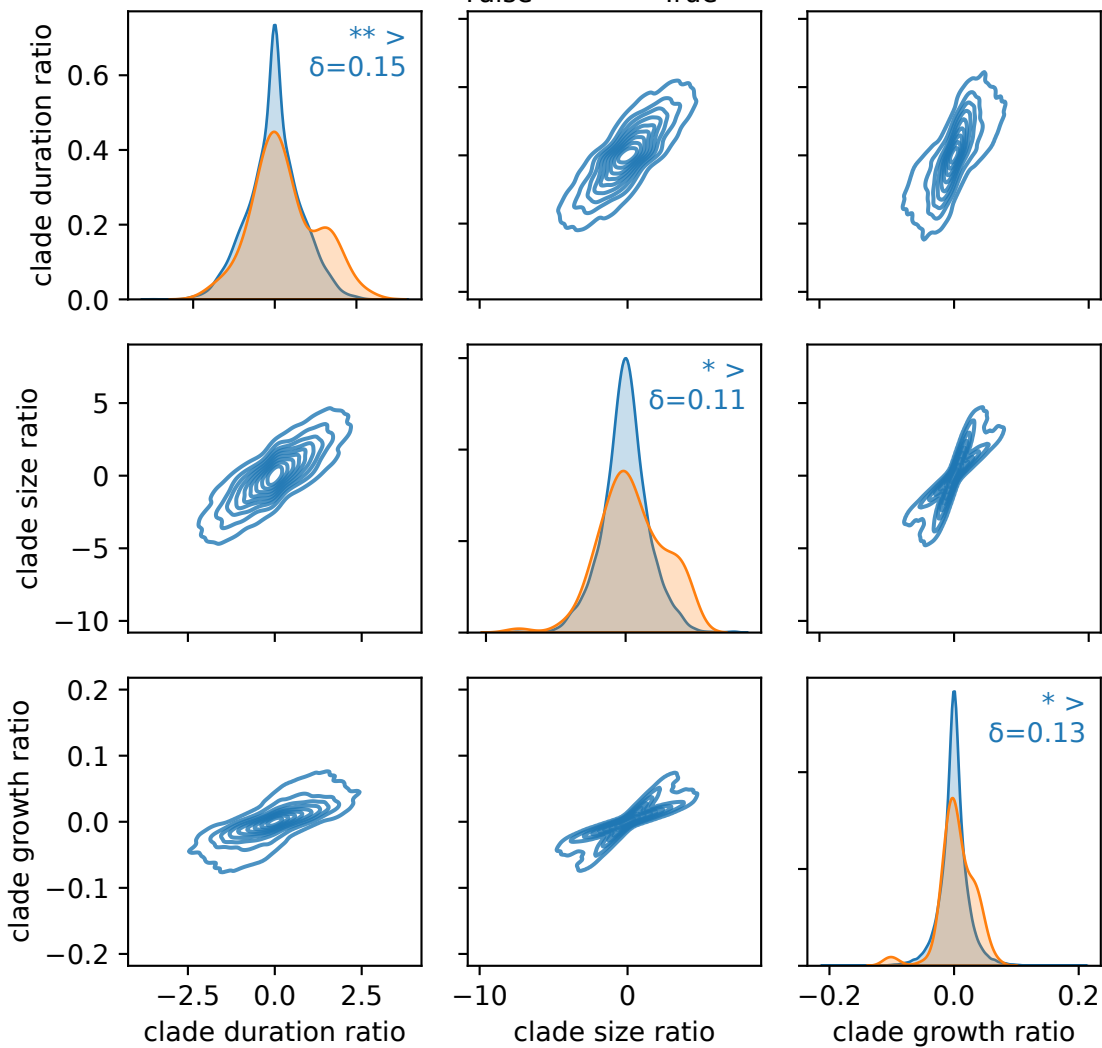 clade duration ratio
0.6
0.4
0.2
0.0
** >
δ=0.15
clade size ratio
5
0
−5
−10
* >
δ=0.11
clade growth ratio
0.2
0.1
0.0
−0.1
−0.2
* >
δ=0.13
−2.5 0.0 2.5
−10 0
−0.2 0.0 0.2
clade duration ratio
clade size ratio
clade growth ratio